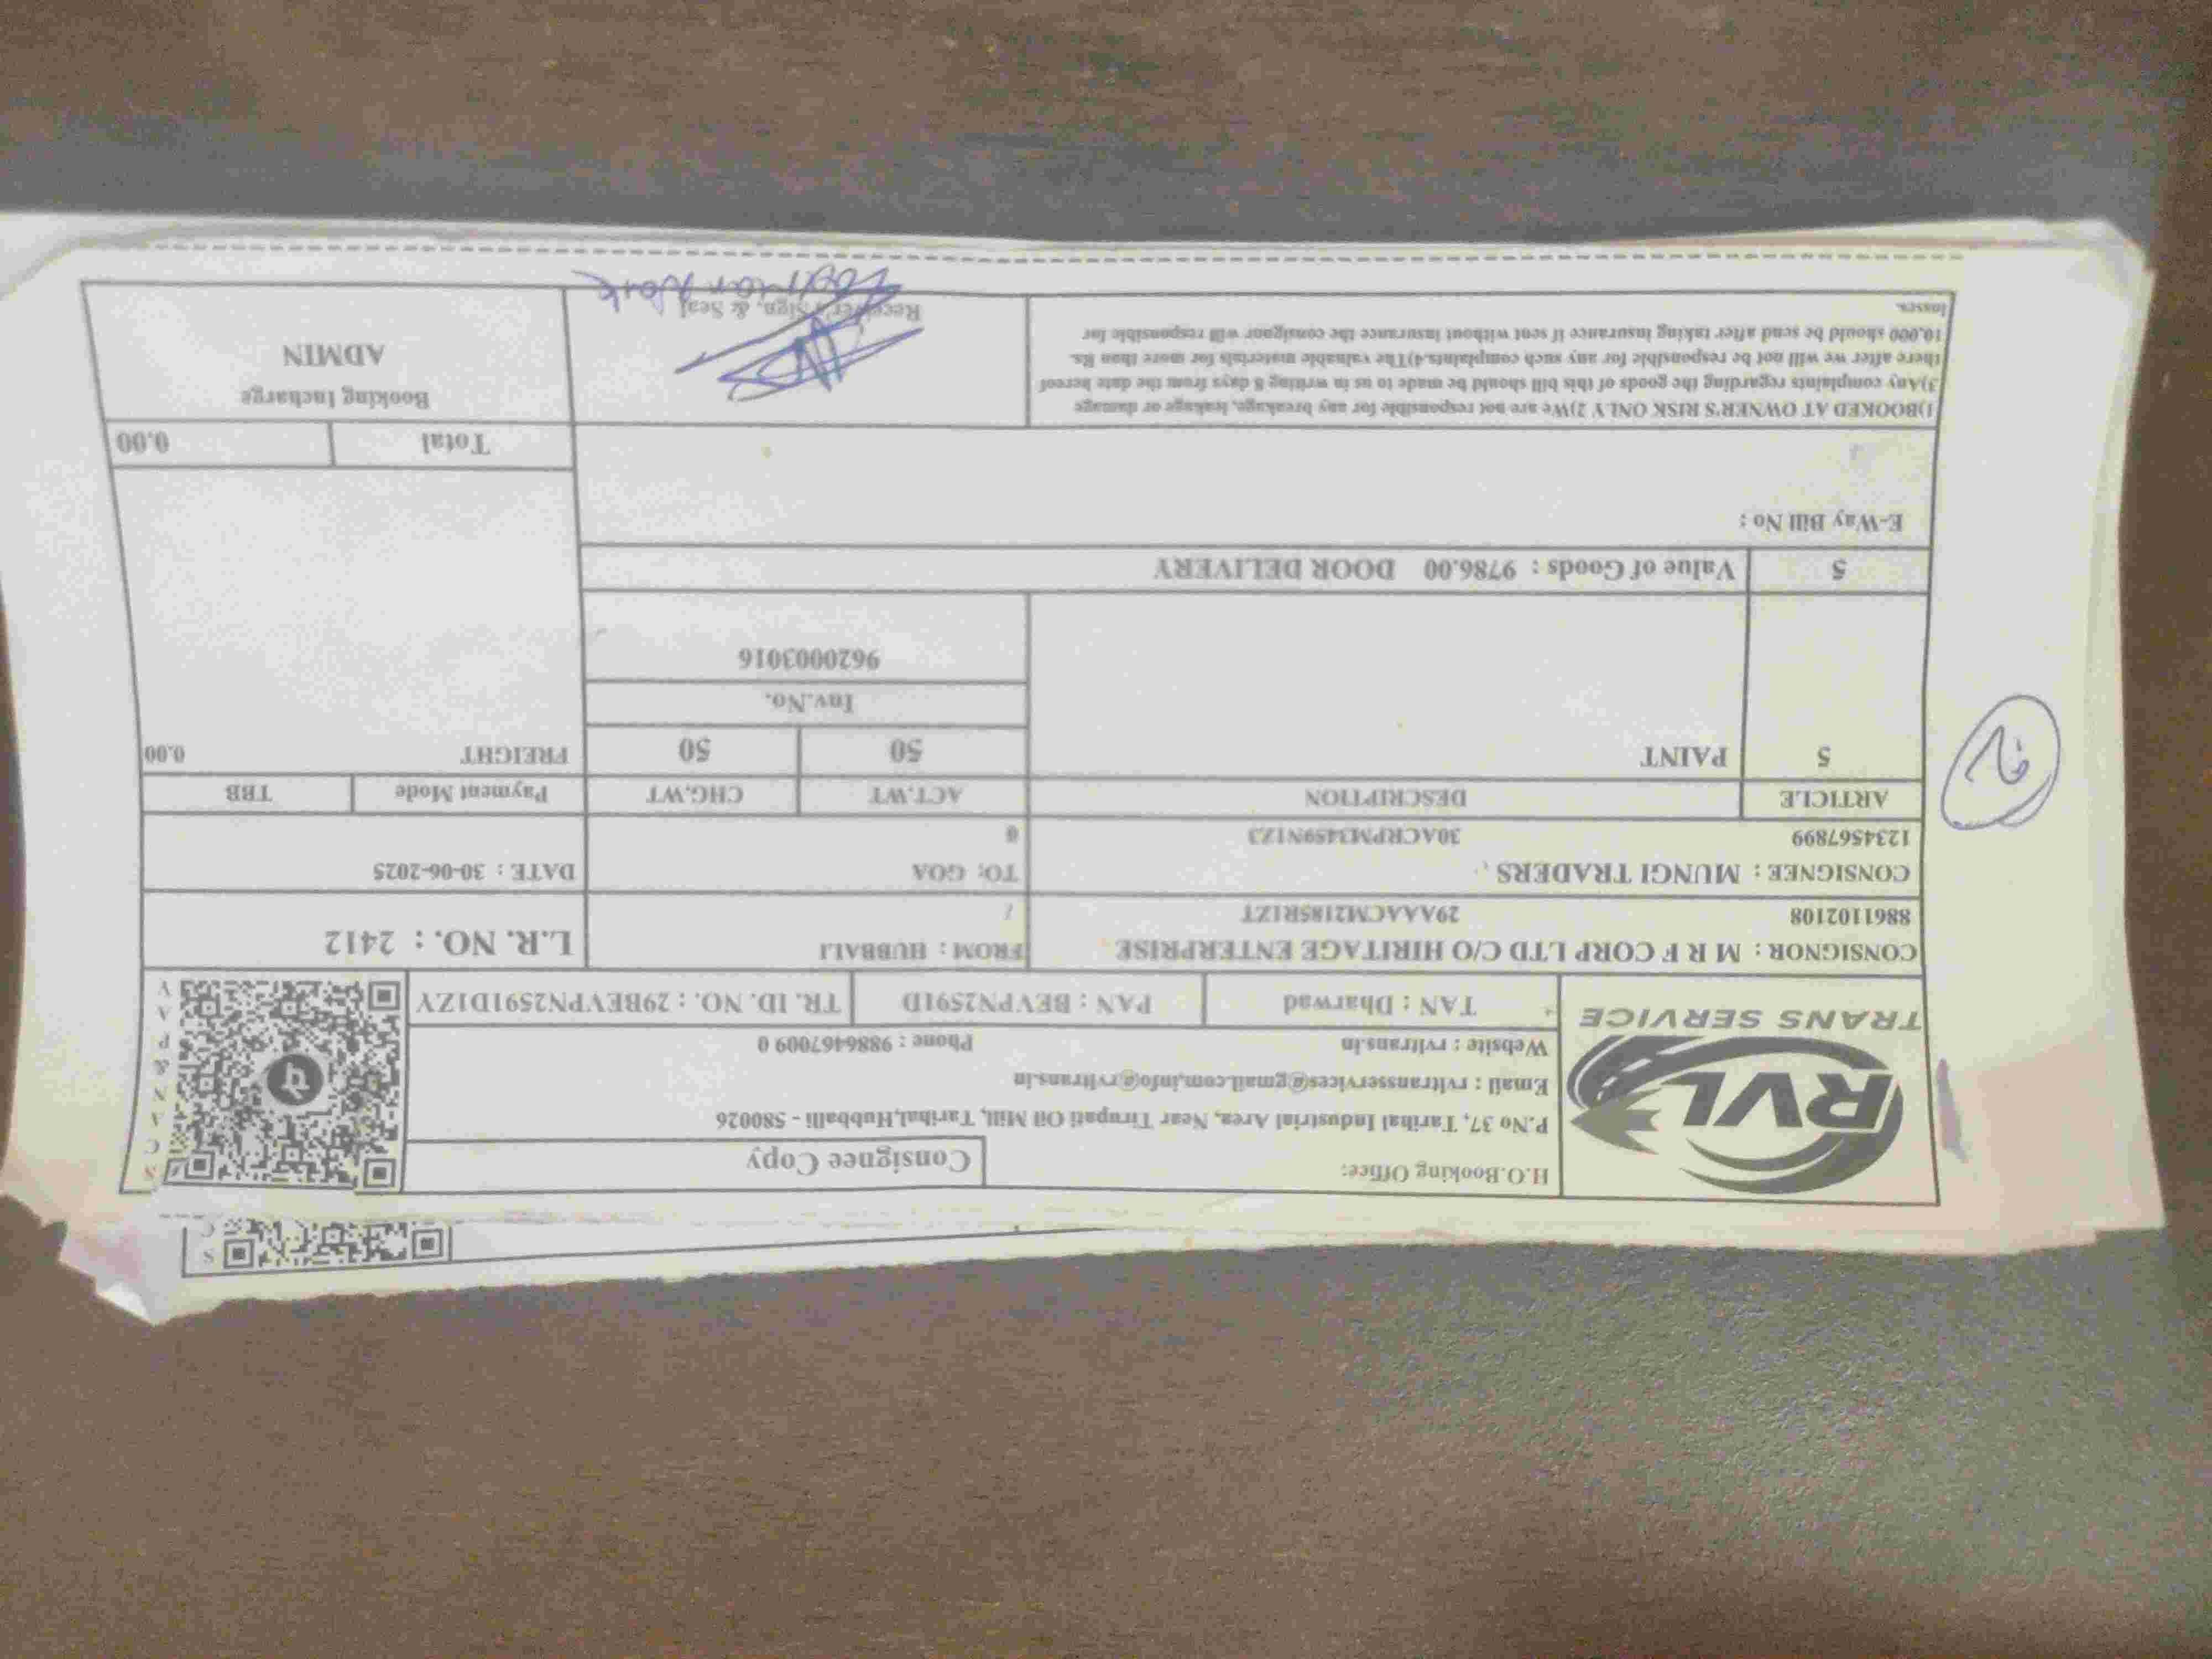 RVL
TRANS SERVICE
H.O.Booking Office:
Consignee Copy
P.No 37, Tarihal Industrial Area, Near Tirupati Oil Mill, Tarihal,Hubballi - 580026
Email : rvltransservices@gmail.com,info@rvltrans.in
Website : rvltrans.in Phone : 9886467009 0
TAN : Dharwad PAN : BEVPN2591D TR. ID. NO. : 29BEVPN2591D1ZY
SCAN & PAY
CONSIGNOR : M R F CORP LTD C/O HIRITAGE ENTERPRISE FROM : HUBBALI L.R. NO. : 2412
8861102108 29AAACM2185R1ZT /
CONSIGNEE : MUNGI TRADERS , TO; GOA DATE : 30-06-2025
1234567899 30ACRPM3459N1Z3 @
ARTICLE DESCRIPTION ACT.WT CHG.WT Payment Mode TBB
5 PAINT 50 50 FREIGHT 0.00
Inv.No.
9620003016
5 Value of Goods : 9786.00 DOOR DELIVERY
E-Way Bill No :
Total 0.00
1)BOOKED AT OWNER'S RISK ONLY 2)We are not responsible for any breakage, leakage or damage
3)Any complaints regarding the goods of this bill should be made to us in writing 8 days from the date hereof
there after we will not be responsible for any such complaints.4)The valuable materials for more than Rs.
10,000 should be send after taking insurance if sent without insurance the consignor will responsible for
losses.
Receiver's Sign, & Seal
Booking Incharge
ADMIN
S
C